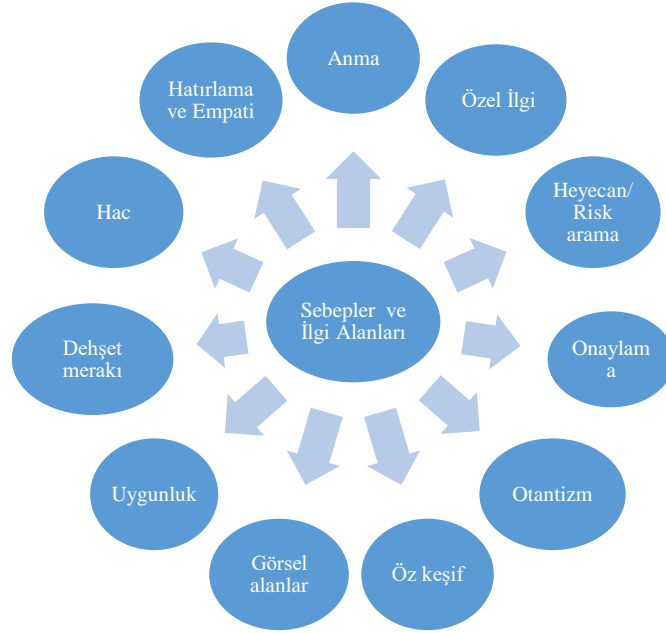 Anma
Özel İlgi
Heyecan/
Risk
arama
Onaylam
a
Otantizm
Öz keşif
Görsel
alanlar
Uygunluk
Dehşet
merakı
Hac
Hatırlama
ve Empati
Sebepler ve
İlgi Alanları